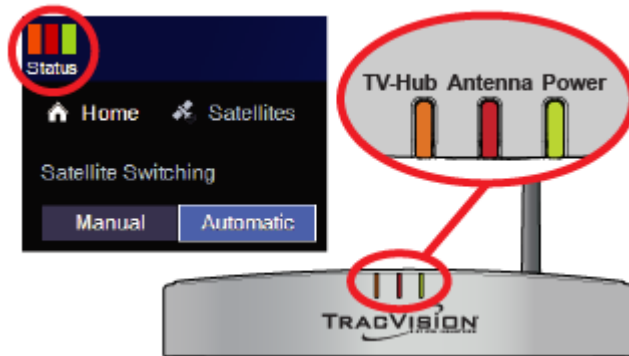 Status
Home
Satellites
Satellite Switching
Manual
Automatic
TV-Hub Antenna Power
TRACVISION